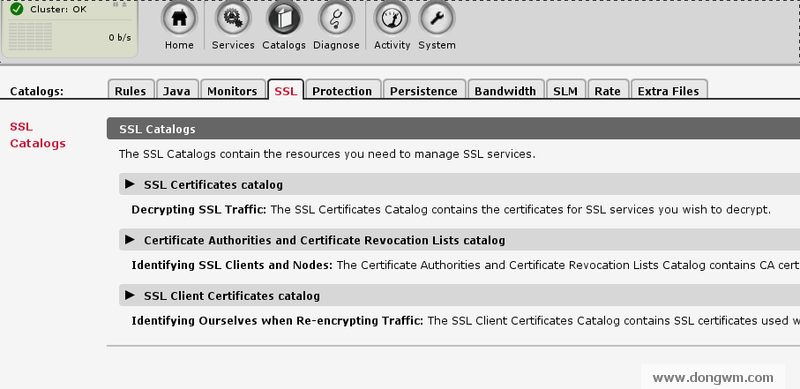 Cluster: OK
0 b/s
Home Services Catalogs Diagnose Activity System
Catalogs: Rules Java Monitors SSL Protection Persistence Bandwidth SLM Rate Extra Files
SSL Catalogs
SSL Catalogs
The SSL Catalogs contain the resources you need to manage SSL services.
SSL Certificates catalog
Decrypting SSL Traffic: The SSL Certificates Catalog contains the certificates for SSL services you wish to decrypt.
Certificate Authorities and Certificate Revocation Lists catalog
Identifying SSL Clients and Nodes: The Certificate Authorities and Certificate Revocation Lists Catalog contains CA cert
SSL Client Certificates catalog
Identifying Ourselves when Re-encrypting Traffic: The SSL Client Certificates Catalog contains SSL certificates used w
www.dongwm.com